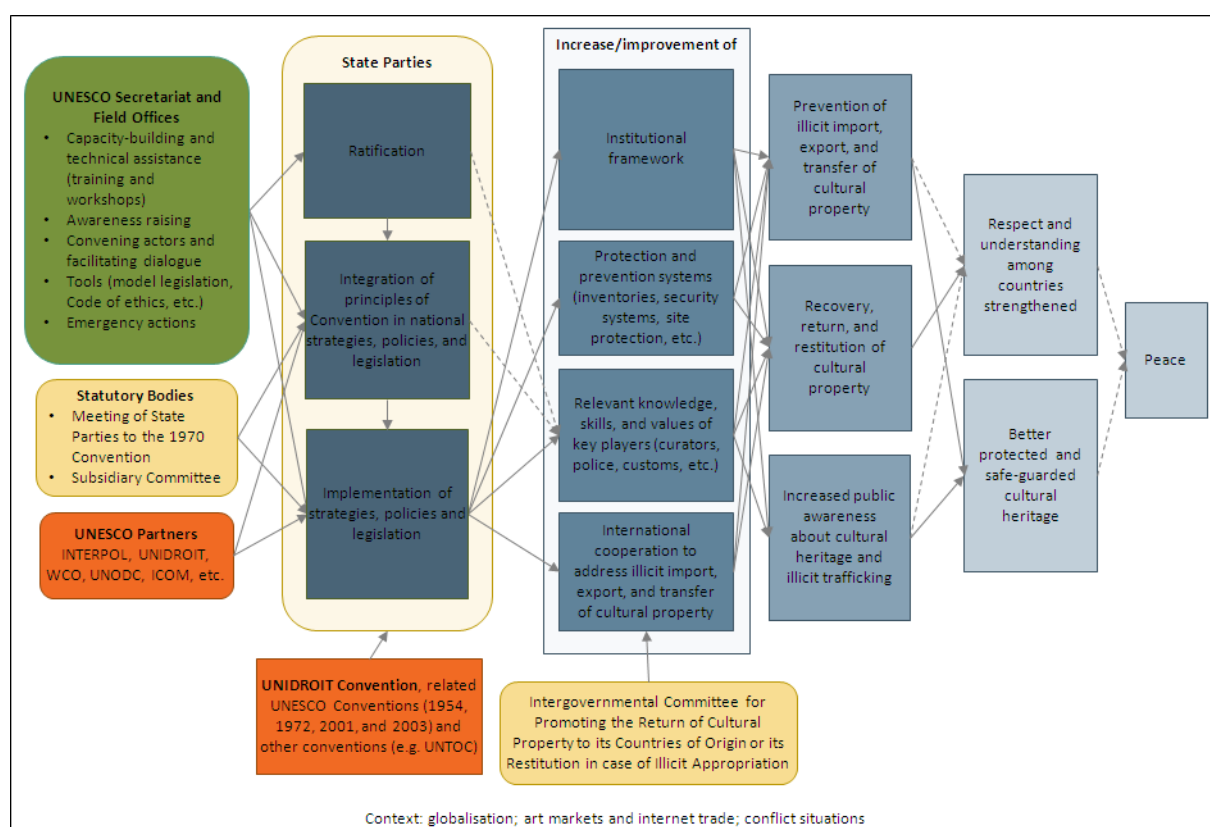 UNESCO Secretariat and
Field Offices
• Capacity-building and
technical assistance
(training and
workshops)
• Awareness raising
• Convening actors and
facilitating dialogue
• Tools (model legislation,
Code of ethics, etc.)
• Emergency actions
Statutory Bodies
• Meeting of State
Parties to the 1970
Convention
• Subsidiary Committee
UNESCO Partners
INTERPOL, UNIDROIT,
WCO, UNODC, ICOM, etc.
State Parties
Ratification
Integration of
principles of
Convention in national
strategies, policies, and
legislation
Implementation of
strategies, policies and
legislation
UNIDROIT Convention, related
UNESCO Conventions (1954,
1972, 2001, and 2003) and
other conventions (e.g. UNTOC)
Increase/improvement of
Institutional
framework
Protection and
prevention systems
(inventories, security
systems, site
protection, etc.)
Relevant knowledge,
skills, and values of
key players (curators,
police, customs, etc.)
International
cooperation to
address illicit import,
export, and transfer
of cultural property
Intergovernmental Committee for
Promoting the Return of Cultural
Property to its Countries of Origin or its
Restitution in case of Illicit Appropriation
Prevention of
illicit import,
export, and
transfer of
cultural
property
Recovery,
return, and
restitution of
cultural
property
Increased public
awareness
about cultural
heritage and
illicit trafficking
Respect and
understanding
among
countries
strengthened
Better
protected and
safe-guarded
cultural
heritage
Peace
Context: globalisation; art markets and internet trade; conflict situations